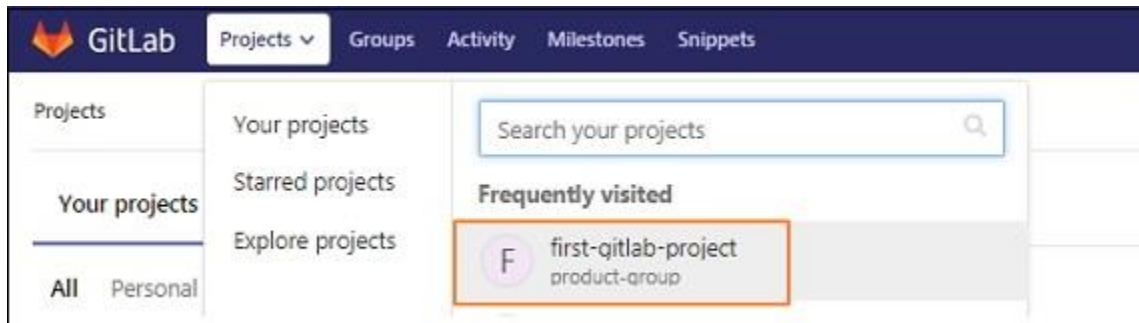 GitLab Projects Groups Activity Milestones Snippets
Projects
Your projects
All Personal
Your projects
Starred projects
Explore projects
Search your projects
Frequently visited
F
first-gitlab-project
product-group